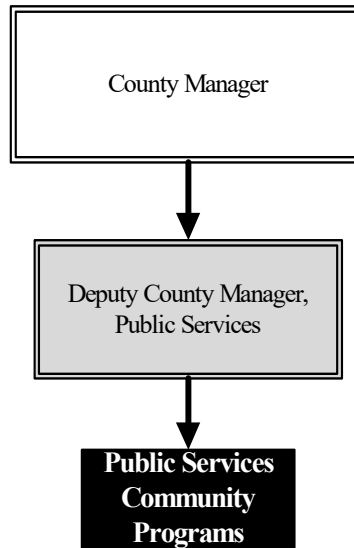 County Manager
Deputy County Manager,
Public Services
Public Services
Community
Programs